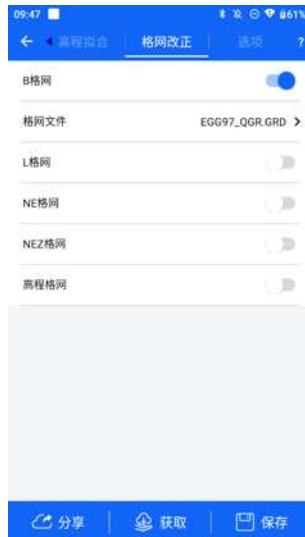 09:47 61%
高程拟合 格网改正 选项 ?
B格网
格网文件 EGG97_QGR.GRD
L格网
NE格网
NEZ格网
高程格网
分享 获取 保存